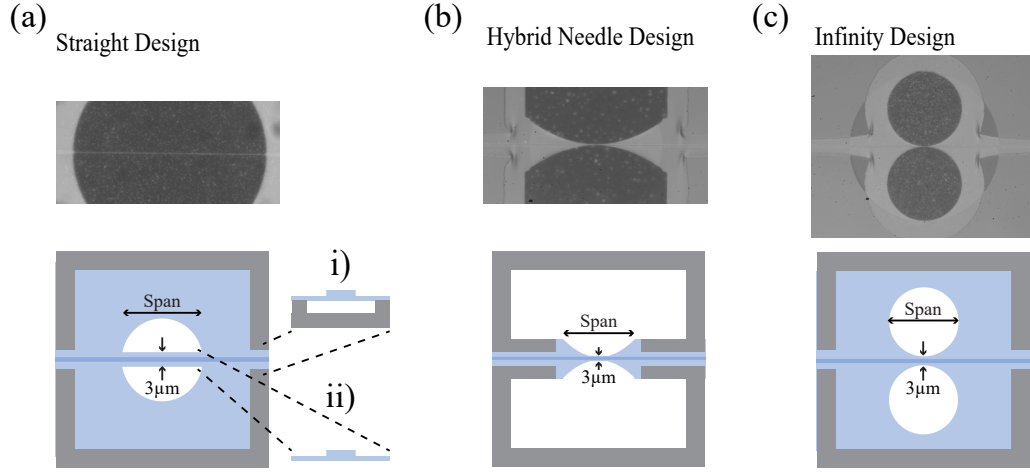 (a)
Straight Design
(b)
Hybrid Needle Design
(c)
Infinity Design
i)
Span
3µm
ii)
Span
3µm
Span
3µm